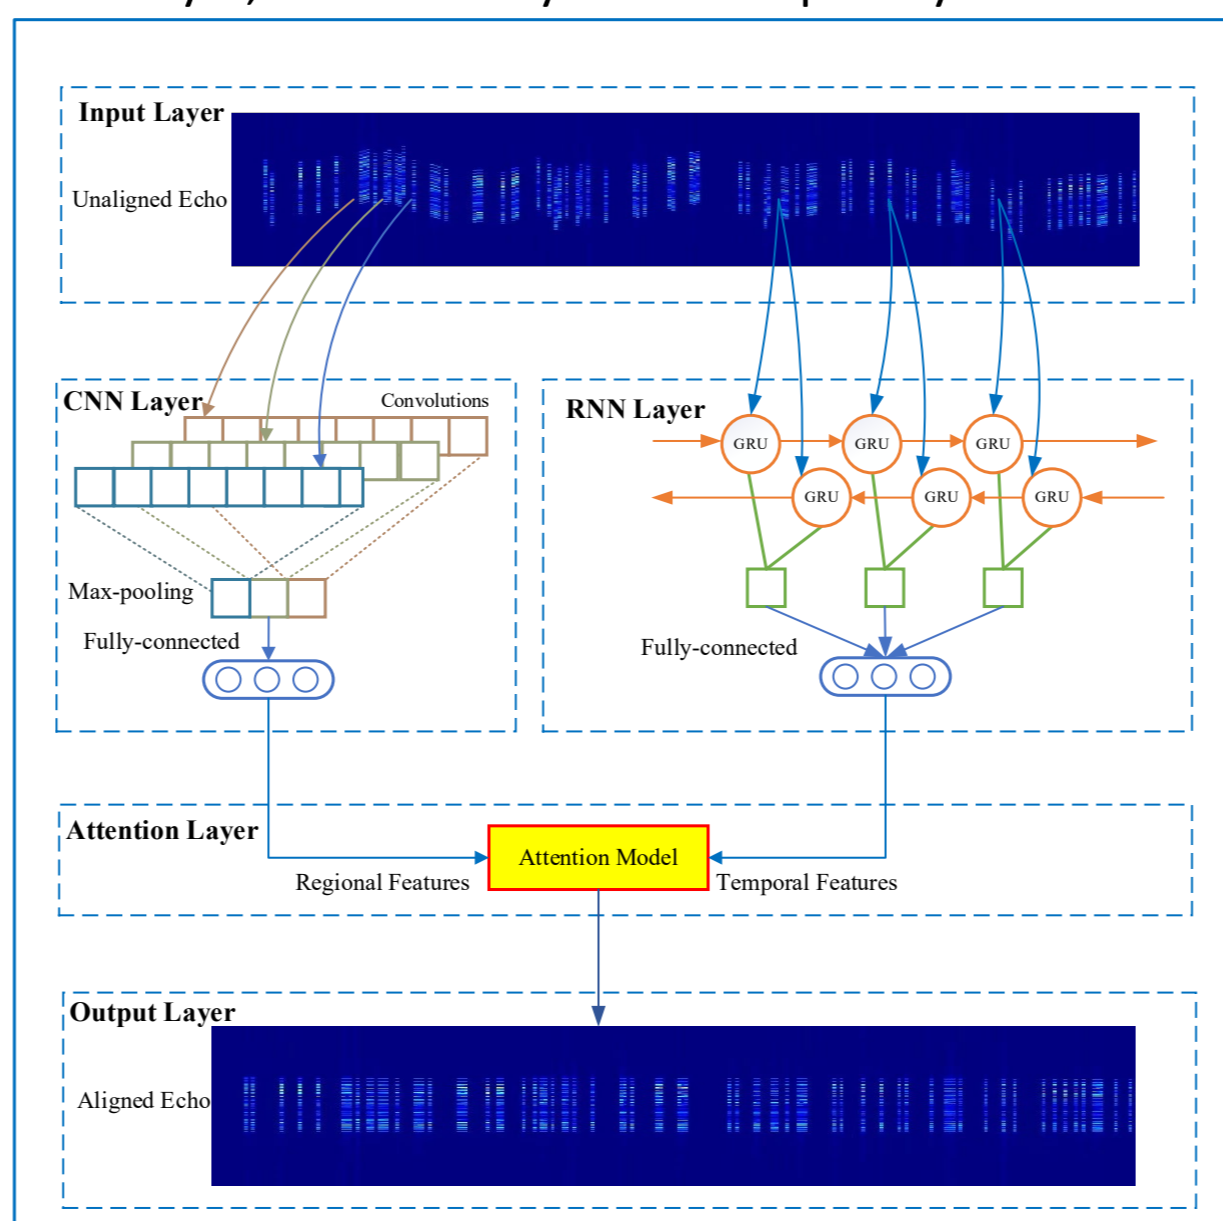 Input Layer
Unaligned Echo
CNN Layer
Convolutions
Max-pooling
Fully-connected
RNN Layer
GRU
GRU
GRU
GRU
GRU
GRU
Fully-connected
Attention Layer
Attention Model
Regional Features
Temporal Features
Output Layer
Aligned Echo